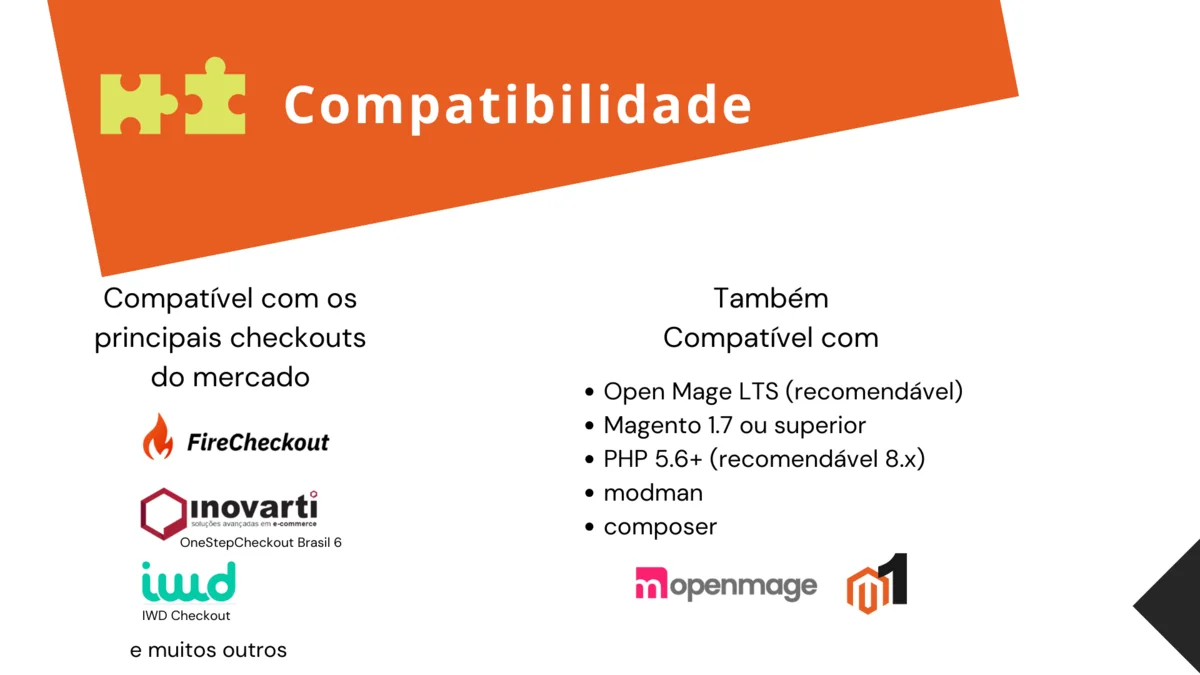 Compatibilidade
Compatível com os
principais checkouts
do mercado
FireCheckout
inovarti
soluções avançadas em e-commerce
OneStepCheckout Brasil 6
iwd
IWD Checkout
e muitos outros
Também
Compatível com
• Open Mage LTS (recomendável)
• Magento 1.7 ou superior
• PHP 5.6+ (recomendável 8.x)
• modman
• composer
openmage
1